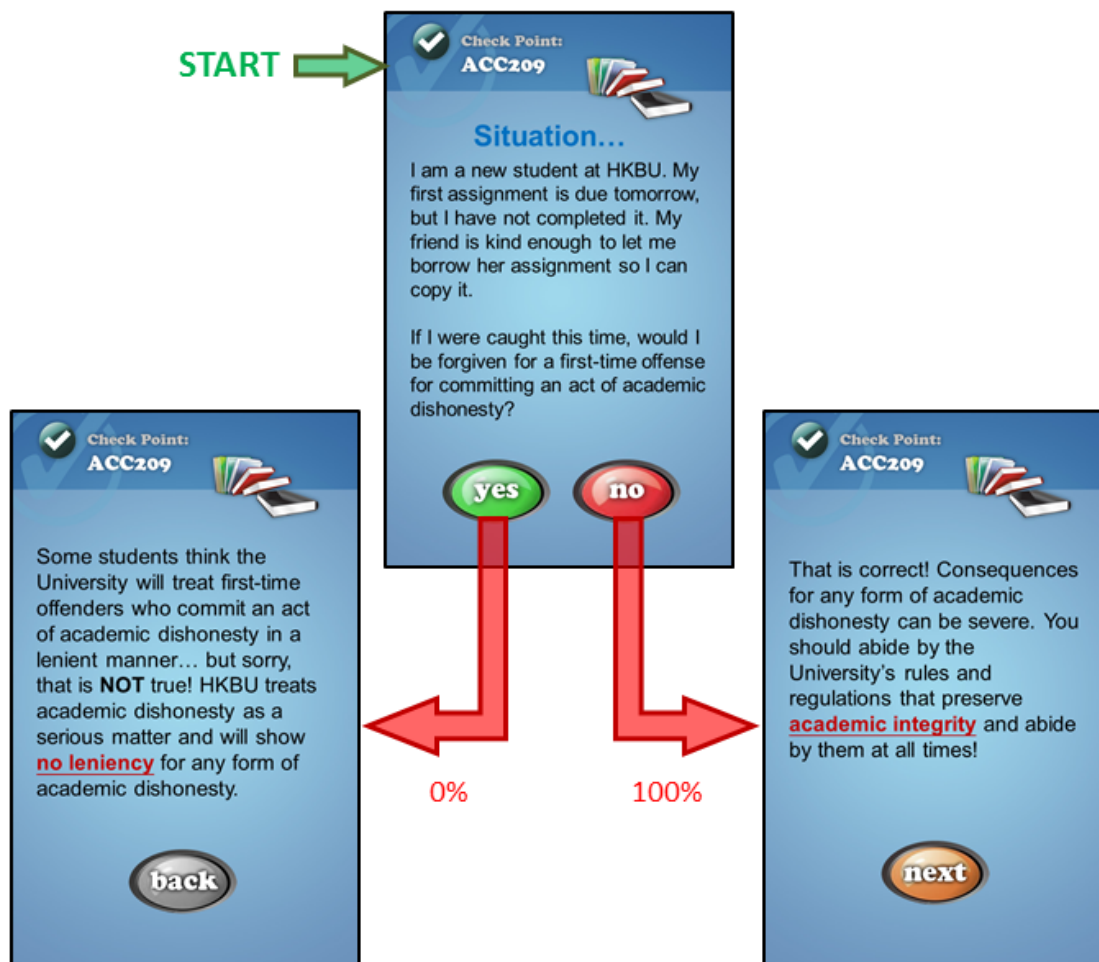 START
Check Point:
ACC209
Situation...
I am a new student at HKBU. My
first assignment is due tomorrow,
but I have not completed it. My
friend is kind enough to let me
borrow her assignment so I can
copy it.
If I were caught this time, would I
be forgiven for a first-time offense
for committing an act of academic
dishonesty?
yes
no
Check Point:
ACC209
Some students think the
University will treat first-time
offenders who commit an act
of academic dishonesty in a
lenient manner... but sorry,
that is NOT true! HKBU treats
academic dishonesty as a
serious matter and will show
no leniency for any form of
academic dishonesty.
back
0%
100%
Check Point:
ACC209
That is correct! Consequences
for any form of academic
dishonesty can be severe. You
should abide by the
University's rules and
regulations that preserve
academic integrity and abide
by them at all times!
next